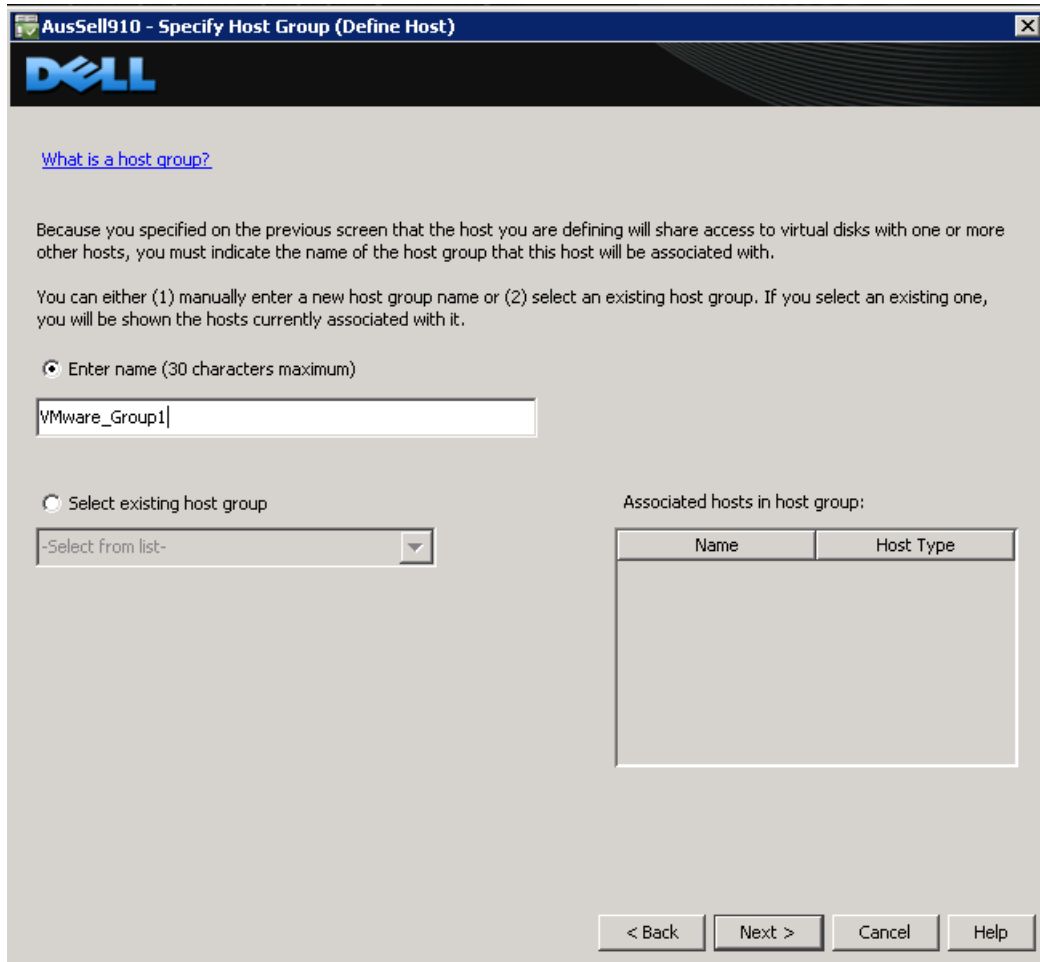 AusSell910 - Specify Host Group (Define Host)
DELL
What is a host group?
Because you specified on the previous screen that the host you are defining will share access to virtual disks with one or more
other hosts, you must indicate the name of the host group that this host will be associated with.
You can either (1) manually enter a new host group name or (2) select an existing host group. If you select an existing one,
you will be shown the hosts currently associated with it.
Enter name (30 characters maximum)
VMware_Group1
Select existing host group
-Select from list-
Associated hosts in host group:
Name Host Type
< Back Next > Cancel Help